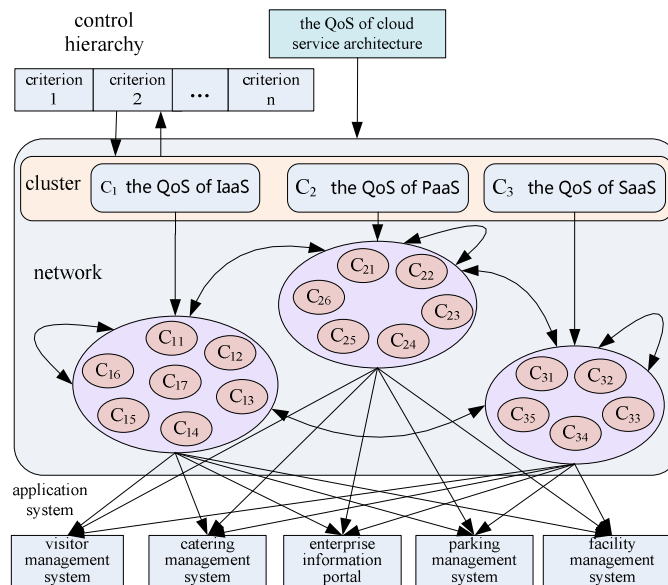 control
hierarchy
the QoS of cloud
service architecture
criterion
1
criterion
2
...
criterion
n
cluster
C1 the QoS of IaaS
C2 the QoS of PaaS
C3 the QoS of SaaS
network
C21
C22
C23
C24
C25
C26
C11
C12
C13
C14
C15
C16
C17
C31
C32
C33
C34
C35
application
system
visitor
management
system
catering
management
system
enterprise
information
portal
parking
management
system
facility
management
system